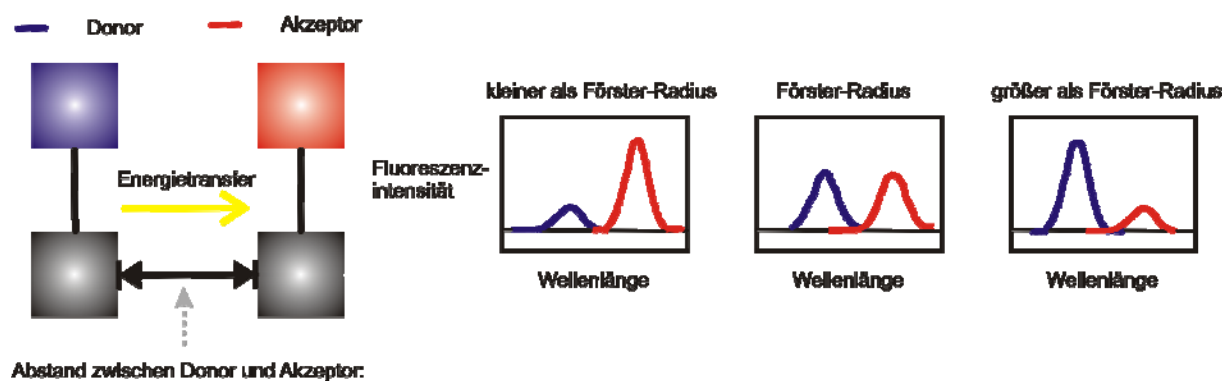 Donor
Akzeptor
Energietransfer
Abstand zwischen Donor und Akzeptor:
Fluoreszenz-
intensität
kleiner als Förster-Radius
Wellenlänge
Förster-Radius
Wellenlänge
größer als Förster-Radius
Wellenlänge